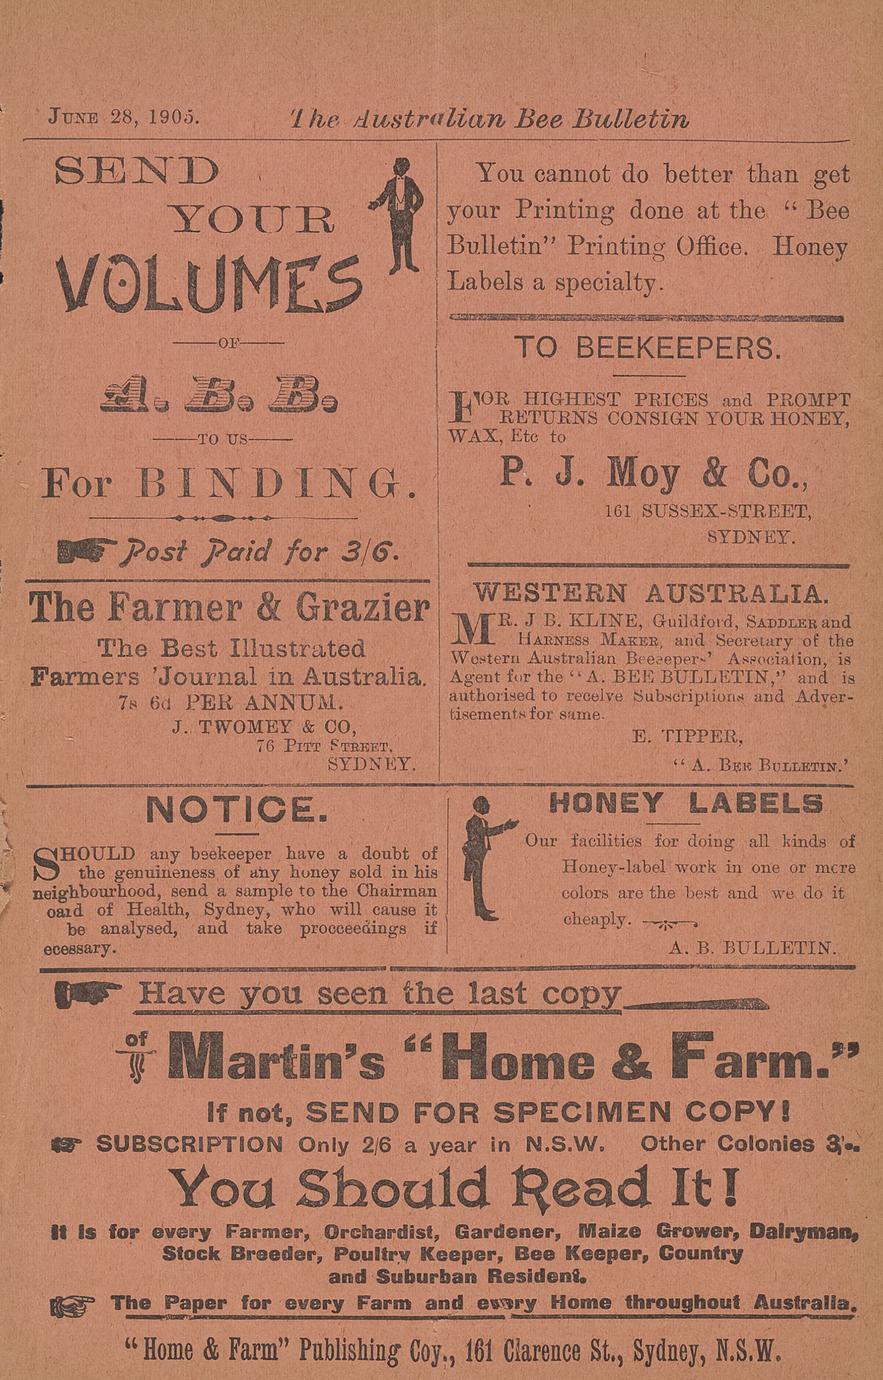 JUNE 28, 1905. The Australian Bee Bulletin
SEND
YOUR
VOLUMES
OF
A. B. B.
TO US
For BINDING.
Post Paid for 3/6.
The Farmer & Grazier
The Best Illustrated
Farmers 'Journal in Australia.
7s 6d PER ANNUM.
J. TWOMEY & CO,
76 PITT STREET,
SYDNEY.
You cannot do better than get
your Printing done at the " Bee
Bulletin" Printing Office. Honey
Labels a specialty.
TO BEEKEEPERS.
FOR HIGHEST PRICES and PROMPT
RETURNS CONSIGN YOUR HONEY,
WAX, Etc to
P. J. Moy & Co.,
161 SUSSEX-STREET,
SYDNEY.
WESTERN AUSTRALIA.
MR. J B. KLINE, Guildford, SADDLER and
HARNESS MAKER, and Secretary of the
Western Australian Beeeepers' Association, is
Agent for the "A. BEE BULLETIN," and is
authorised to receive Subscriptions and Adver-
tisements for same.
E. TIPPER,
" A. BEE BULLETIN.'
NOTICE.
SHOULD any beekeeper have a doubt of
the genuineness of any honey sold in his
neighbourhood, send a sample to the Chairman
oaid of Health, Sydney, who will cause it
be analysed, and take procceedings if
ecessary.
HONEY LABELS
Our facilities for doing all kinds of
Honey-label work in one or mcre
colors are the best and we do it
cheaply.
A. B. BULLETIN.
Have you seen the last copy
of Martin's "Home & Farm."
If not, SEND FOR SPECIMEN COPY!
SUBSCRIPTION Only 2/6 a year in N.S.W. Other Colonies 3/-.
You Should Read It!
It is for every Farmer, Orchardist, Gardener, Maize Grower, Dairyman,
Stock Breeder, Poultry Keeper, Bee Keeper, Country
and Suburban Resident.
The Paper for every Farm and every Home throughout Australia.
"Home & Farm" Publishing Coy., 161 Clarence St., Sydney, N.S.W.